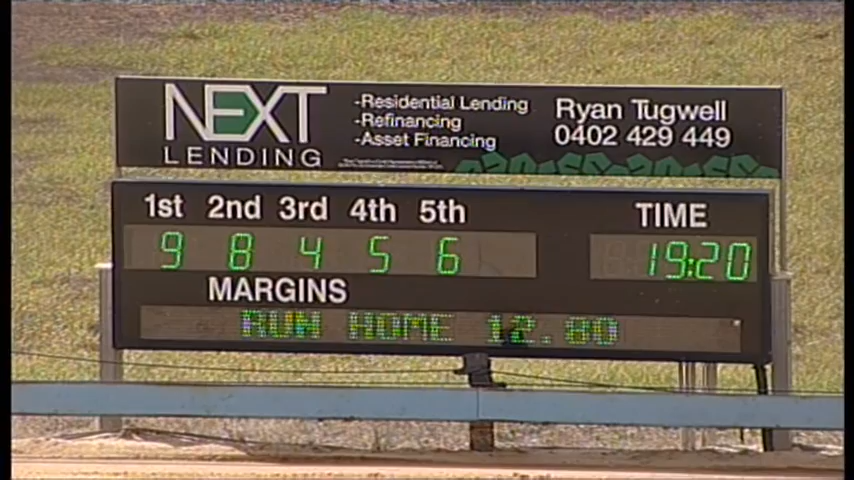 NEXT
LENDING
-Residential Lending
-Refinancing
-Asset Financing
Ryan Tugwell
0402 429 449
1st 2nd 3rd 4th 5th
9 8 4 5 6
TIME
19:20
MARGINS
RUN HOME 12.80